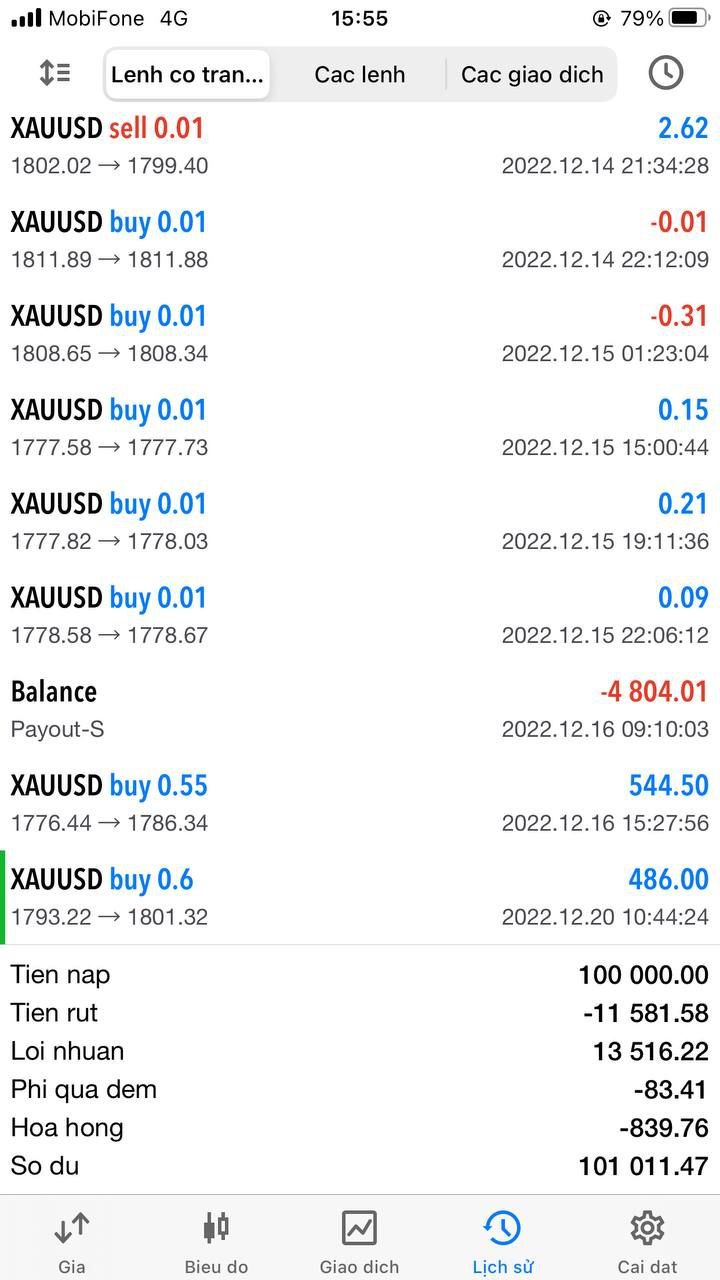 MobiFone 4G 15:55 79%
Lenh co tran... Cac lenh Cac giao dich
XAUUSD sell 0.01 2.62
1802.02 → 1799.40 2022.12.14 21:34:28
XAUUSD buy 0.01 -0.01
1811.89 → 1811.88 2022.12.14 22:12:09
XAUUSD buy 0.01 -0.31
1808.65 → 1808.34 2022.12.15 01:23:04
XAUUSD buy 0.01 0.15
1777.58 → 1777.73 2022.12.15 15:00:44
XAUUSD buy 0.01 0.21
1777.82 → 1778.03 2022.12.15 19:11:36
XAUUSD buy 0.01 0.09
1778.58 → 1778.67 2022.12.15 22:06:12
Balance -4 804.01
Payout-S 2022.12.16 09:10:03
XAUUSD buy 0.55 544.50
1776.44 → 1786.34 2022.12.16 15:27:56
XAUUSD buy 0.6 486.00
1793.22 → 1801.32 2022.12.20 10:44:24
Tien nap 100 000.00
Tien rut -11 581.58
Loi nhuan 13 516.22
Phi qua dem -83.41
Hoa hong -839.76
So du 101 011.47
Gia Bieu do Giao dich Lịch sử Cai dat